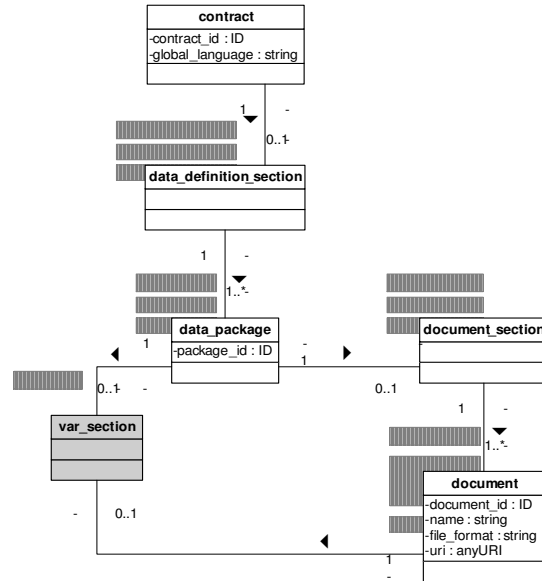 contract
-contract_id : ID
-global_language : string
1 -
0..1-
data_definition_section
1 -
1..*-
data_package
-package_id : ID
document_section
-
1 -
1
0..1- -
0..1
var_section
1 -
1..*-
document
-document_id : ID
-name : string
-file_format : string
-uri : anyURI
- 0..1
1
-